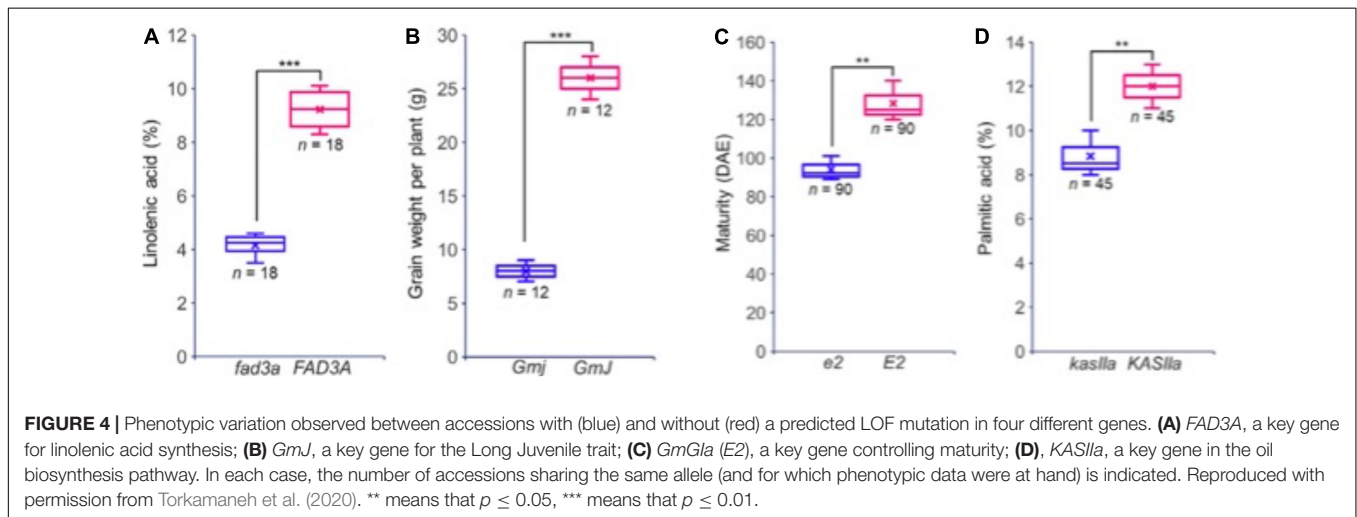 A
Linolenic acid (%)
12
10
8
6
4
2
0
***
n = 18
n = 18
fad3a FAD3A
B
Grain weight per plant (g)
30
25
20
15
10
5
0
***
n = 12
n = 12
Gmj GmJ
C
Maturity (DAE)
160
140
120
100
80
60
40
20
0
**
n = 90
n = 90
e2 E2
D
Palmitic acid (%)
14
12
10
8
6
4
2
0
**
n = 45
n = 45
kasIIa KASIIa
FIGURE 4 | Phenotypic variation observed between accessions with (blue) and without (red) a predicted LOF mutation in four different genes. (A) FAD3A, a key gene
for linolenic acid synthesis; (B) GmJ, a key gene for the Long Juvenile trait; (C) GmGIa (E2), a key gene controlling maturity; (D), KASIIa, a key gene in the oil
biosynthesis pathway. In each case, the number of accessions sharing the same allele (and for which phenotypic data were at hand) is indicated. Reproduced with
permission from Torkamaneh et al. (2020). ** means that p ≤ 0.05, *** means that p ≤ 0.01.